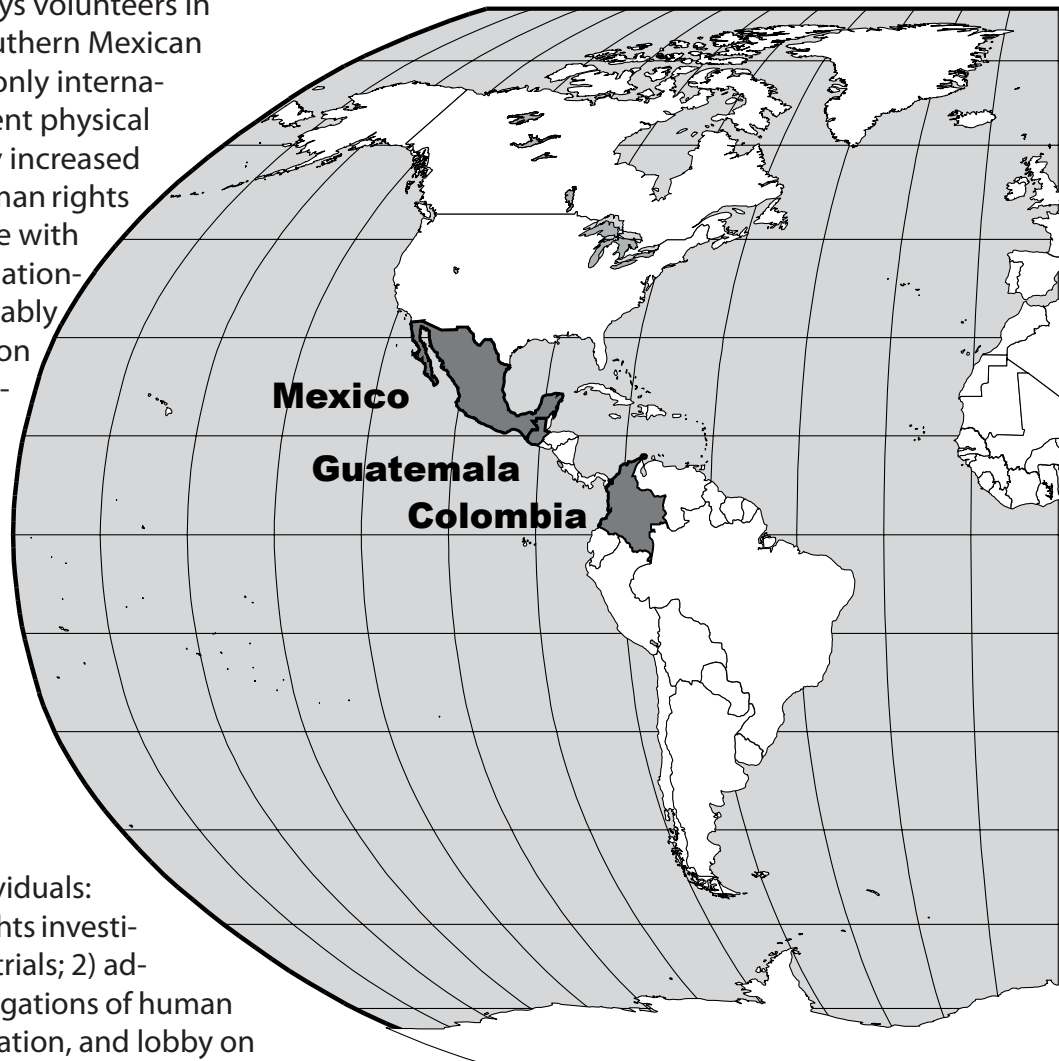 ys volunteers in
uthern Mexican
only interna-
ent physical
y increased
man rights
e with
ation-
ably
on
-
Mexico
Guatemala
Colombia
viduals:
hts investi-
trials; 2) ad-
gations of human
ation, and lobby on